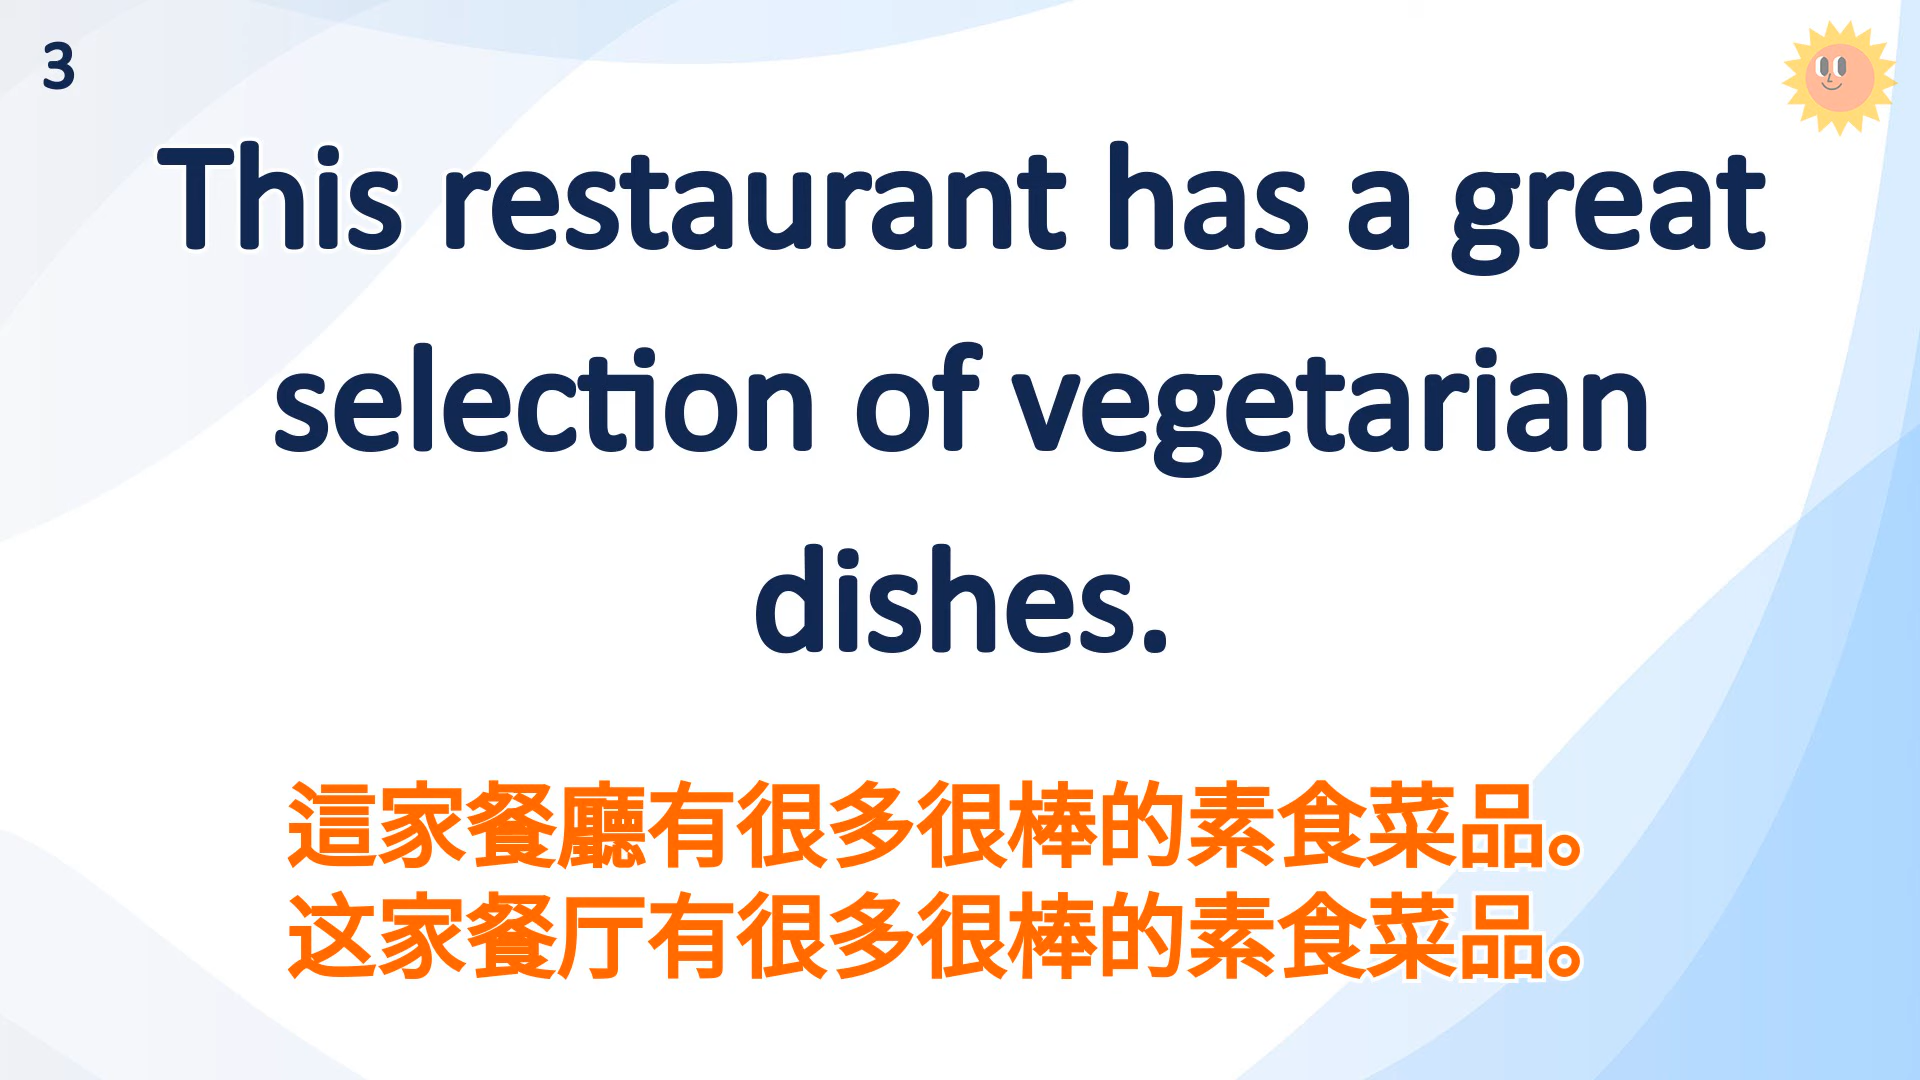 3
This restaurant has a great
selection of vegetarian
dishes.
這家餐廳有很多很棒的素食菜品。
这家餐厅有很多很棒的素食菜品。